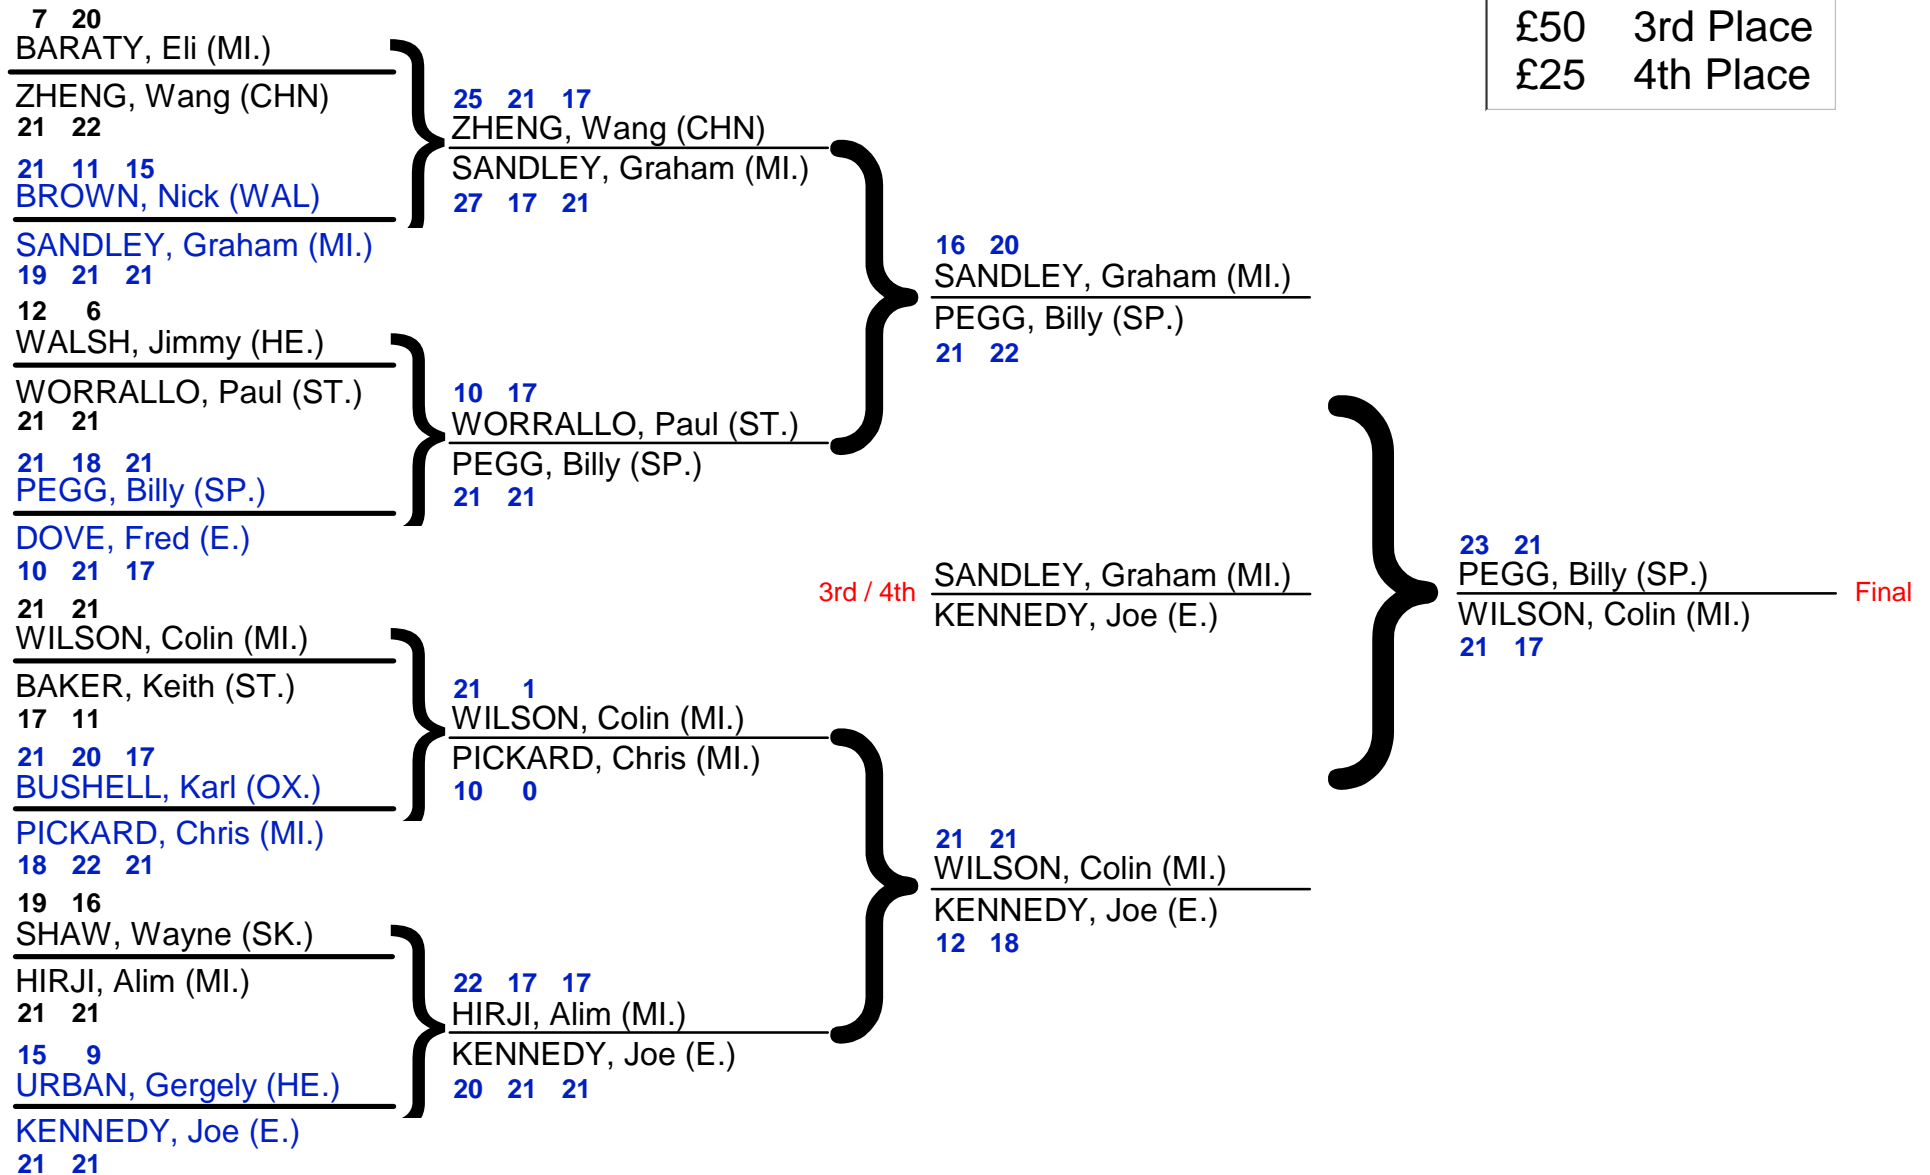 7 20
BARATY, Eli (MI.)
ZHENG, Wang (CHN)
21 22
21 11 15
BROWN, Nick (WAL)
SANDLEY, Graham (MI.)
19 21 21
12 6
WALSH, Jimmy (HE.)
WORRALLO, Paul (ST.)
21 21
21 18 21
PEGG, Billy (SP.)
DOVE, Fred (E.)
10 21 17
21 21
WILSON, Colin (MI.)
BAKER, Keith (ST.)
17 11
21 20 17
BUSHELL, Karl (OX.)
PICKARD, Chris (MI.)
18 22 21
19 16
SHAW, Wayne (SK.)
HIRJI, Alim (MI.)
21 21
15 9
URBAN, Gergely (HE.)
KENNEDY, Joe (E.)
21 21
25 21 17
ZHENG, Wang (CHN)
SANDLEY, Graham (MI.)
27 17 21
10 17
WORRALLO, Paul (ST.)
PEGG, Billy (SP.)
21 21
21 1
WILSON, Colin (MI.)
PICKARD, Chris (MI.)
10 0
22 17 17
HIRJI, Alim (MI.)
KENNEDY, Joe (E.)
20 21 21
16 20
SANDLEY, Graham (MI.)
PEGG, Billy (SP.)
21 22
3rd / 4th
SANDLEY, Graham (MI.)
KENNEDY, Joe (E.)
21 21
WILSON, Colin (MI.)
KENNEDY, Joe (E.)
12 18
£50 3rd Place
£25 4th Place
23 21
PEGG, Billy (SP.)
WILSON, Colin (MI.)
21 17
Final